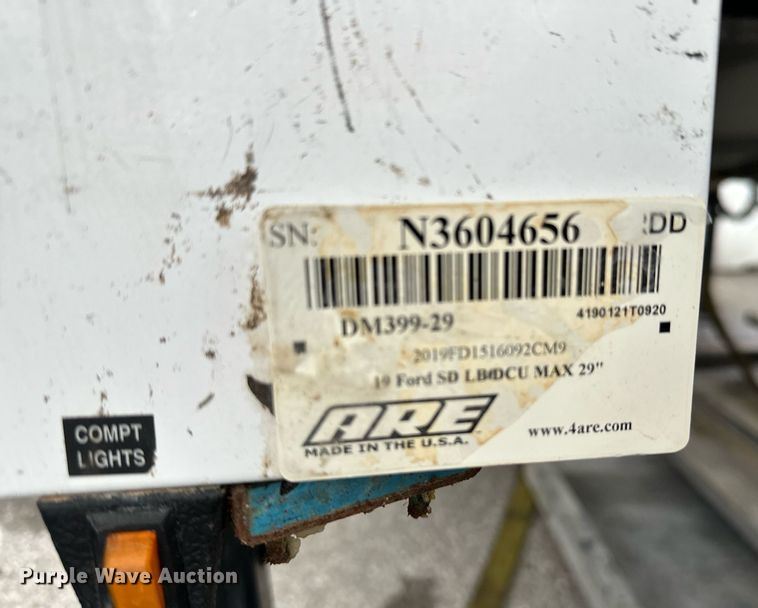 SN: N3604656 :DD
DM399-29
4190121T0920
2019FD1516092CM9
19 Ford SD LB/DCU MAX 29"
ARE
MADE IN THE U.S.A.
www.4are.com
COMPT
LIGHTS
Purple Wave Auction